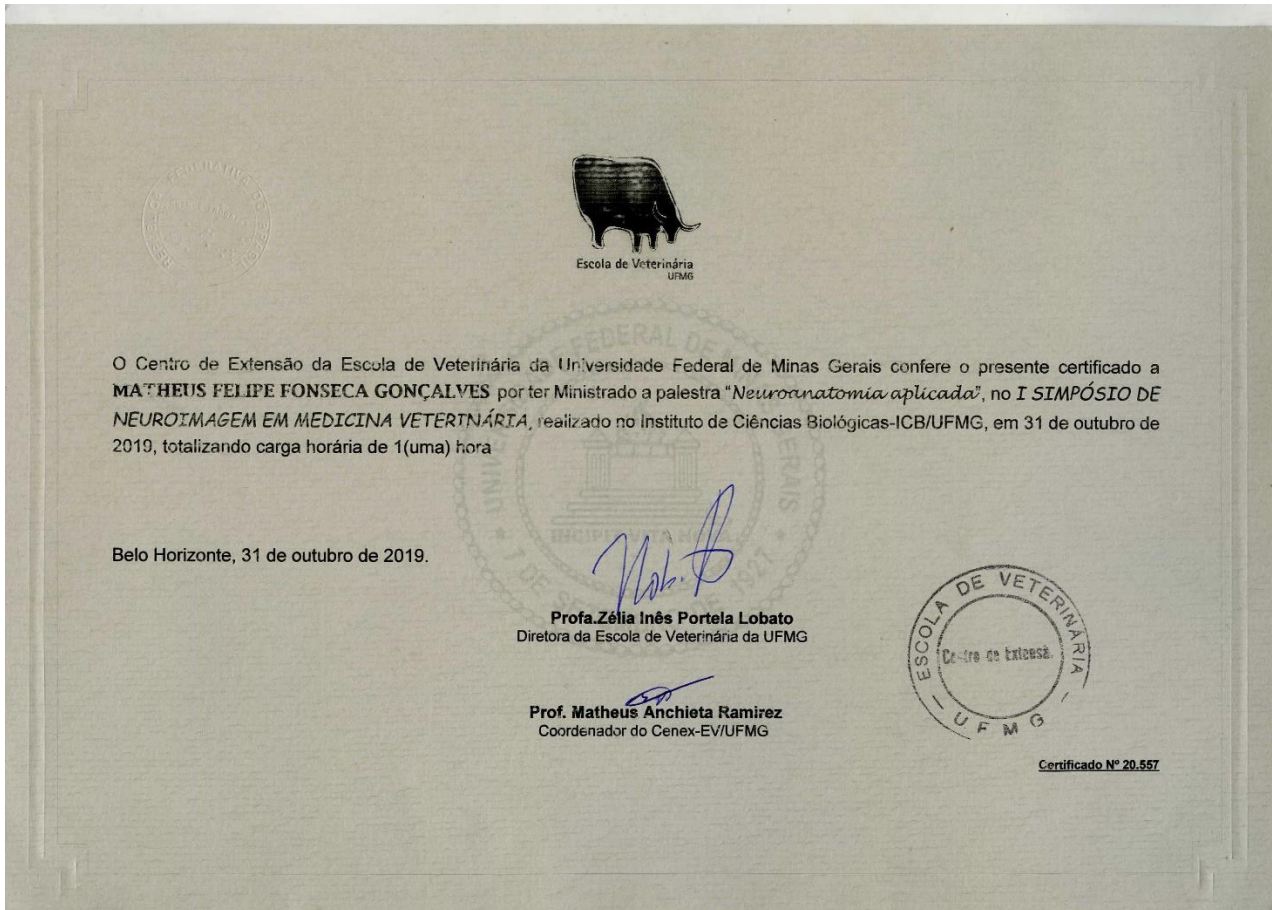 Escola de Veterinária
UFMG
O Centro de Extensão da Escola de Veterinária da Universidade Federal de Minas Gerais confere o presente certificado a
MATHEUS FELIPE FONSECA GONÇALVES por ter Ministrado a palestra "Neuroanatomia aplicada", no I SIMPÓSIO DE
NEUROIMAGEM EM MEDICINA VETERINÁRIA, realizado no Instituto de Ciências Biológicas-ICB/UFMG, em 31 de outubro de
2019, totalizando carga horária de 1(uma) hora
Belo Horizonte, 31 de outubro de 2019.
Profa.Zélia Inês Portela Lobato
Diretora da Escola de Veterinária da UFMG
Prof. Matheus Anchieta Ramirez
Coordenador do Cenex-EV/UFMG
ESCOLA DE VETERINÁRIA
Centro de Extensã
UFMG
Certificado Nº 20.557